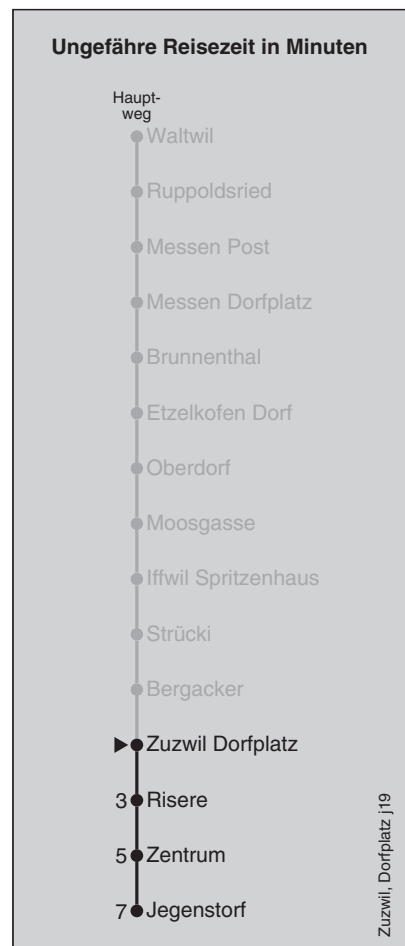 Ungefähre Reisezeit in Minuten
Haupt-
weg
Waltwil
Ruppoldsried
Messen Post
Messen Dorfplatz
Brunnenthal
Etzelkofen Dorf
Oberdorf
Moosgasse
Iffwil Spritzenhaus
Strücki
Bergacker
Zuzwil Dorfplatz
3 Risere
5 Zentrum
7 Jegenstorf
Zuzwil, Dorfplatz j19